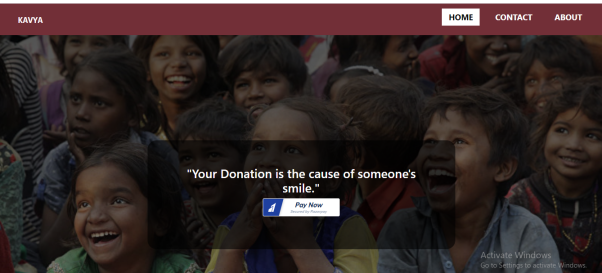 KAVYA
HOME CONTACT ABOUT
"Your Donation is the cause of someone's
smile."
Pay Now
Secured by Razorpay
Activate Windows
Go to Settings to activate Windows.